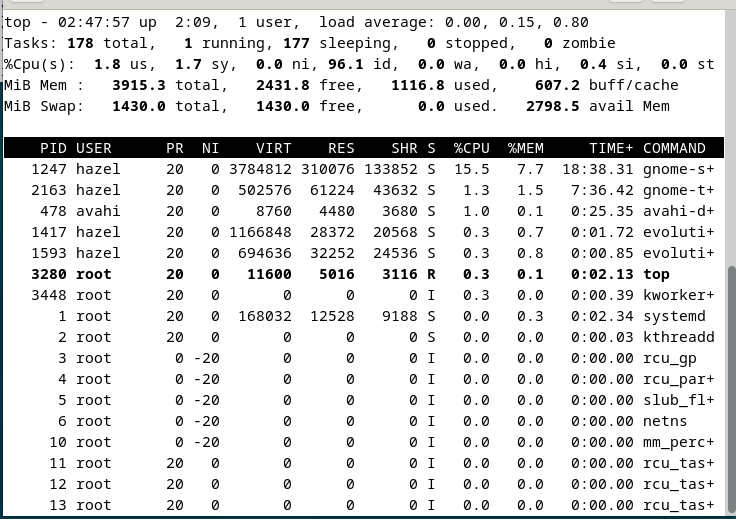 top - 02:47:57 up  2:09,  1 user,  load average: 0.00, 0.15, 0.80
Tasks: 178 total,   1 running, 177 sleeping,   0 stopped,   0 zombie
%Cpu(s):  1.8 us,  1.7 sy,  0.0 ni, 96.1 id,  0.0 wa,  0.0 hi,  0.4 si,  0.0 st
MiB Mem :   3915.3 total,   2431.8 free,   1116.8 used,    607.2 buff/cache
MiB Swap:   1430.0 total,   1430.0 free,      0.0 used.   2798.5 avail Mem
PID USER      PR  NI    VIRT    RES    SHR S  %CPU  %MEM     TIME+ COMMAND
1247 hazel     20   0 3784812 310076 133852 S  15.5   7.7  18:38.31 gnome-s+
2163 hazel     20   0  502576  61224  43632 S   1.3   1.5   7:36.42 gnome-t+
478 avahi     20   0    8760   4480   3680 S   1.0   0.1   0:25.35 avahi-d+
1417 hazel     20   0 1166848  28372  20568 S   0.3   0.7   0:01.72 evoluti+
1593 hazel     20   0  694636  32252  24536 S   0.3   0.8   0:00.85 evoluti+
3280 root      20   0   11600   5016   3116 R   0.3   0.1   0:02.13 top
3448 root      20   0       0      0      0 I   0.3   0.0   0:00.39 kworker+
1 root      20   0  168032  12528   9188 S   0.0   0.3   0:02.34 systemd
2 root      20   0       0      0      0 S   0.0   0.0   0:00.03 kthreadd
3 root       0 -20       0      0      0 I   0.0   0.0   0:00.00 rcu_gp
4 root       0 -20       0      0      0 I   0.0   0.0   0:00.00 rcu_par+
5 root       0 -20       0      0      0 I   0.0   0.0   0:00.00 slub_fl+
6 root       0 -20       0      0      0 I   0.0   0.0   0:00.00 netns
10 root       0 -20       0      0      0 I   0.0   0.0   0:00.00 mm_perc+
11 root      20   0       0      0      0 I   0.0   0.0   0:00.00 rcu_tas+
12 root      20   0       0      0      0 I   0.0   0.0   0:00.00 rcu_tas+
13 root      20   0       0      0      0 I   0.0   0.0   0:00.00 rcu_tas+